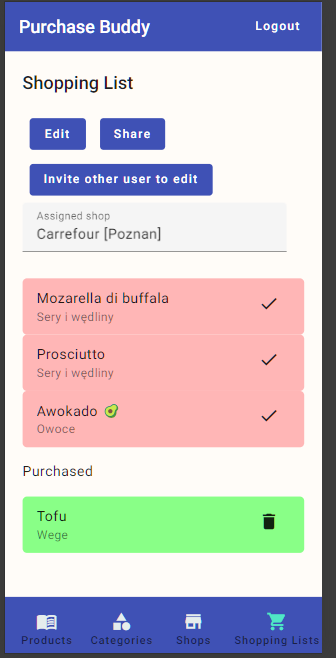 Purchase Buddy Logout
Shopping List
Edit Share
Invite other user to edit
Assigned shop
Carrefour [Poznan]
Mozarella di buffala
Sery i wędliny
Prosciutto
Sery i wędliny
Awokado 🥑
Owoce
Purchased
Tofu
Wege
Products Categories Shops Shopping Lists